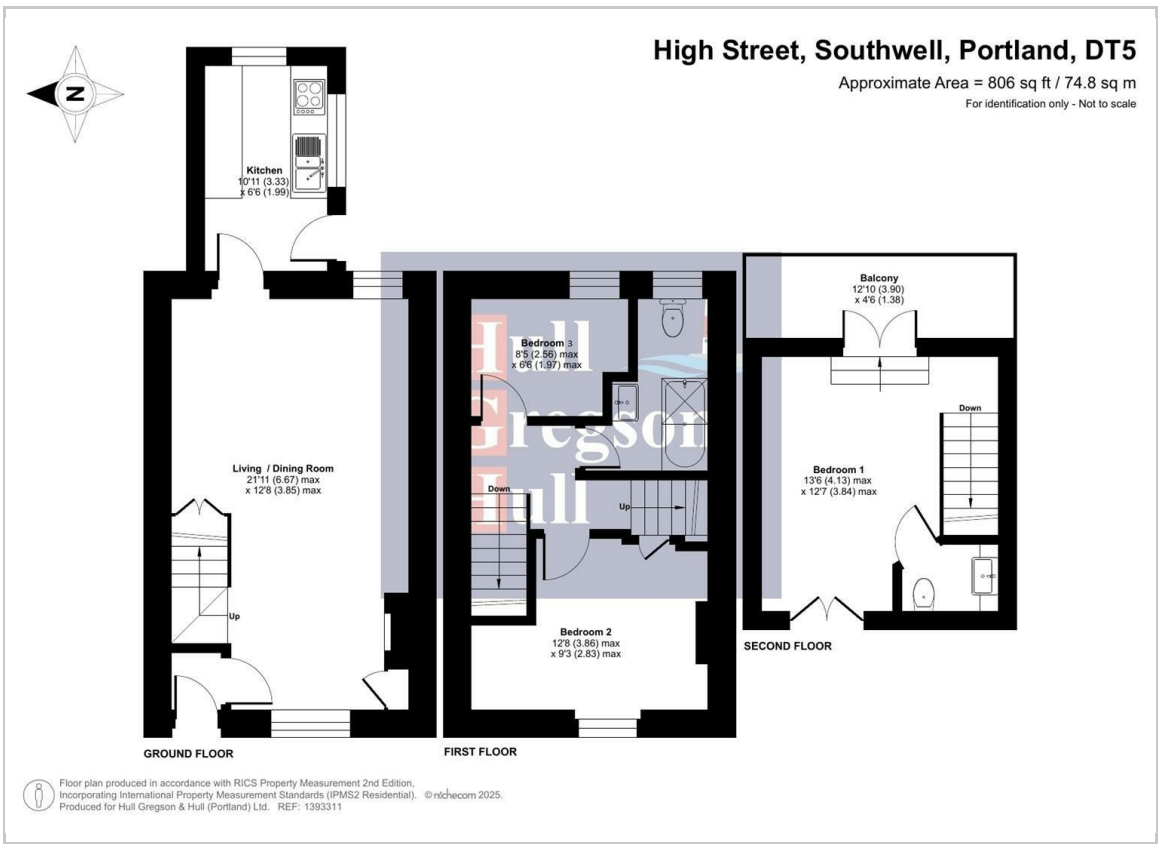 High Street, Southwell, Portland, DT5
Approximate Area = 806 sq ft / 74.8 sq m
For identification only - Not to scale
N
Kitchen
10'11 (3.33)
x 6'6 (1.99)
Balcony
12'10 (3.90)
x 4'6 (1.38)
Hull
Gregson
Hull
Bedroom 3
8'5 (2.56) max
x 6'6 (1.97) max
Down
Living / Dining Room
21'11 (6.67) max
x 12'8 (3.85) max
Bedroom 1
13'6 (4.13) max
x 12'7 (3.84) max
Down
Up
Up
Bedroom 2
12'8 (3.86) max
x 9'3 (2.83) max
SECOND FLOOR
GROUND FLOOR
FIRST FLOOR
Floor plan produced in accordance with RICS Property Measurement 2nd Edition,
Incorporating International Property Measurement Standards (IPMS2 Residential). © nichecom 2025.
Produced for Hull Gregson & Hull (Portland) Ltd. REF: 1393311